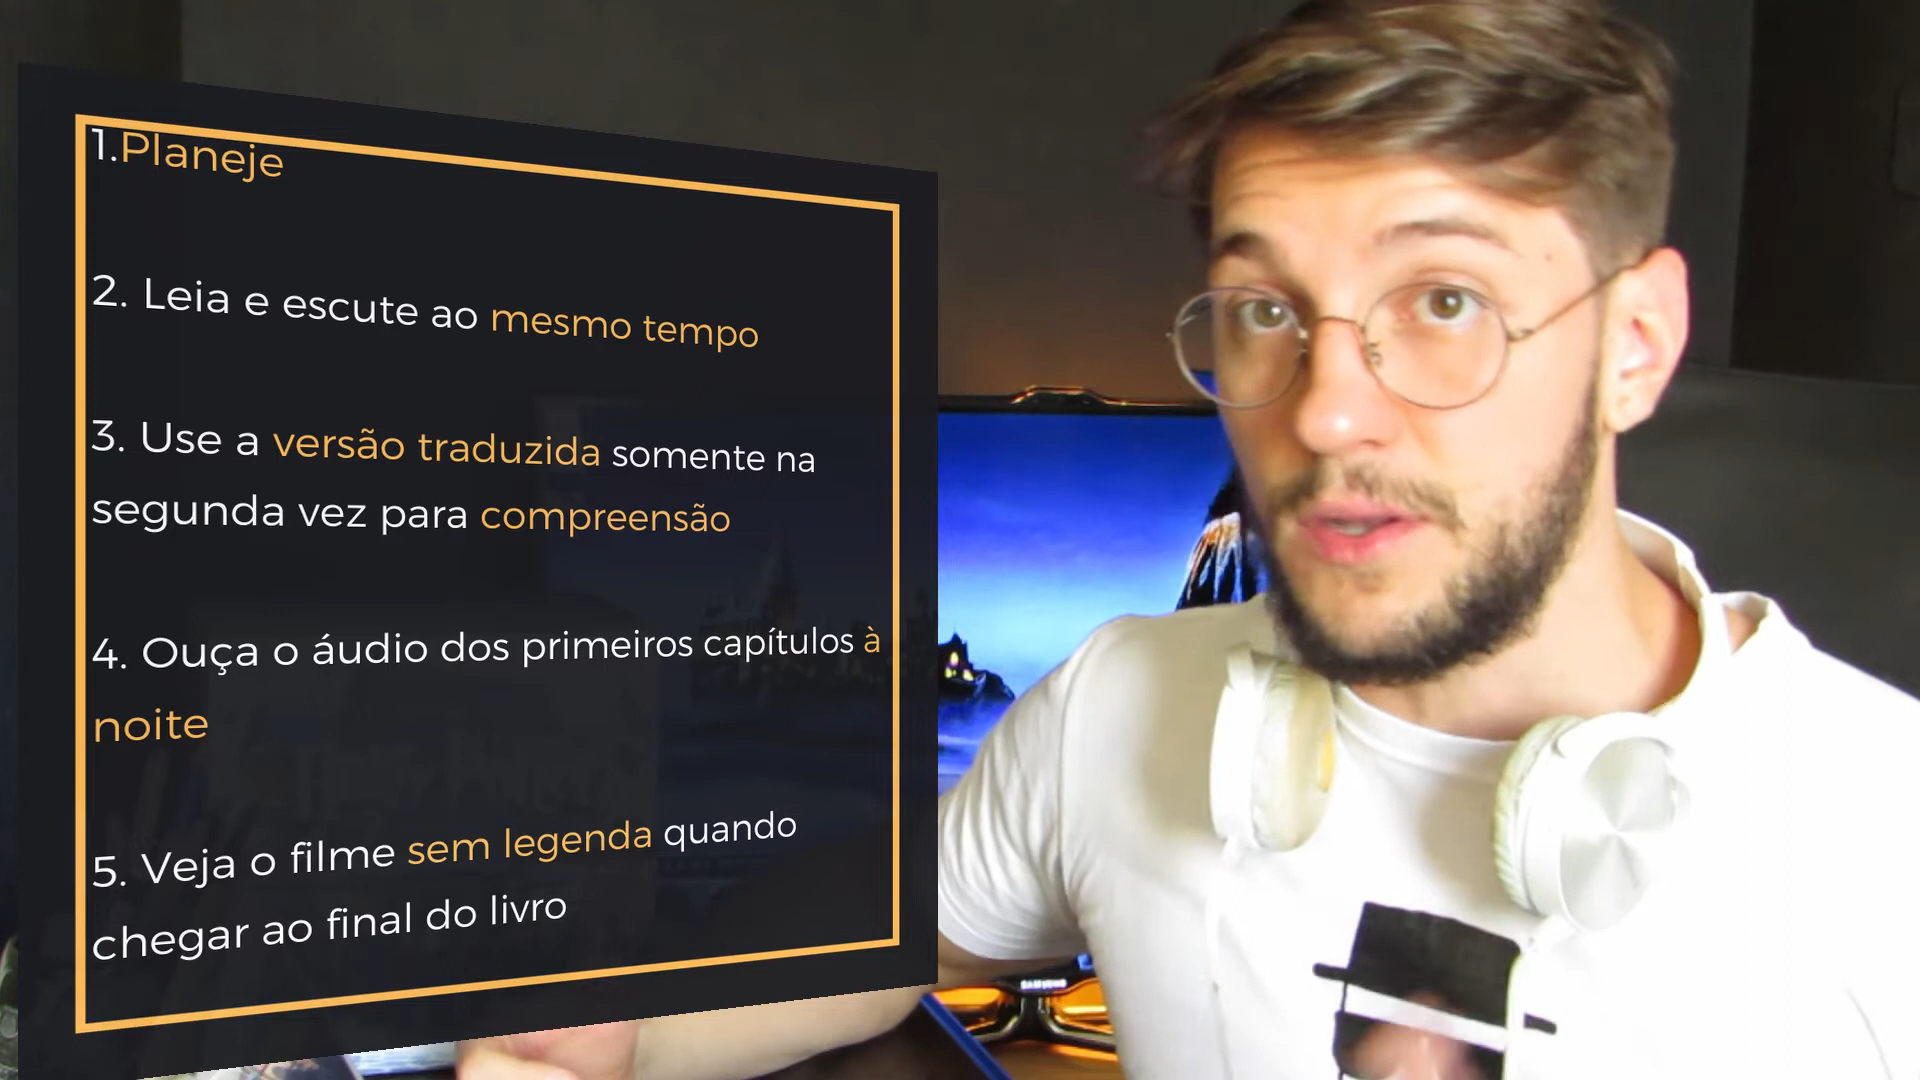 1.Planeje
2. Leia e escute ao mesmo tempo
3. Use a versão traduzida somente na
segunda vez para compreensão
4. Ouça o áudio dos primeiros capítulos à
noite
5. Veja o filme sem legenda quando
chegar ao final do livro
SAMSUNG